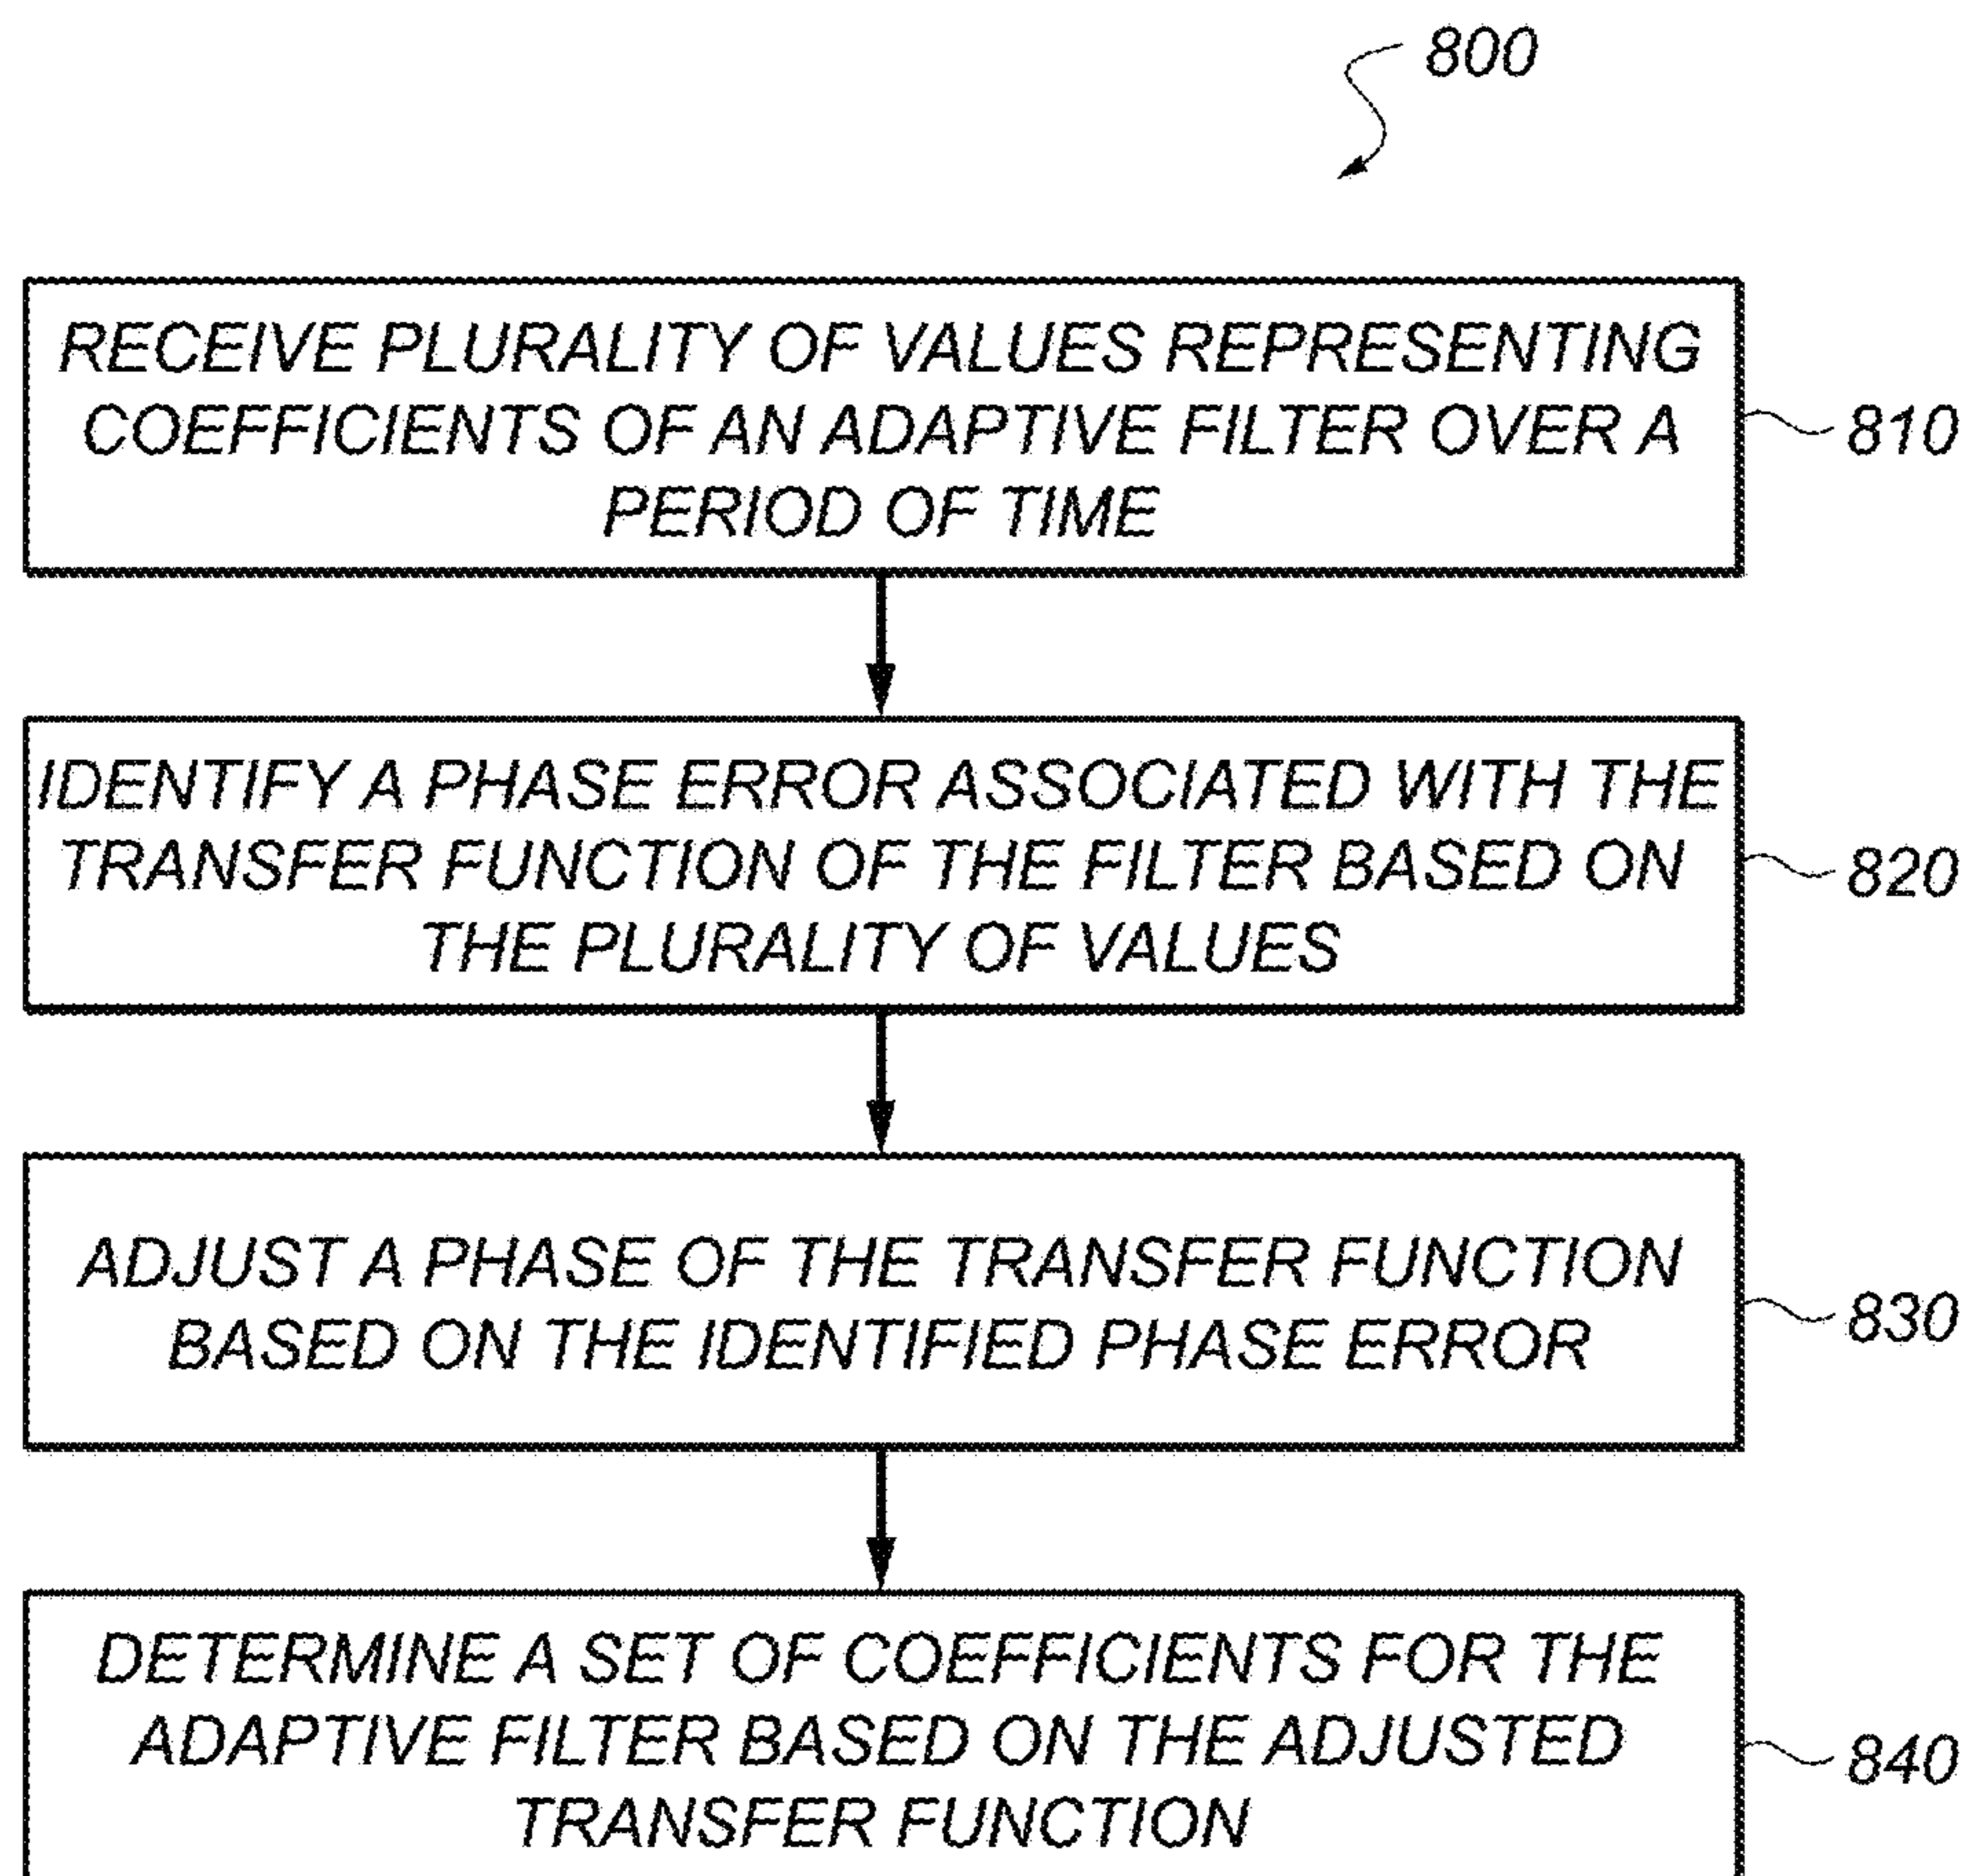 800
RECEIVE PLURALITY OF VALUES REPRESENTING
COEFFICIENTS OF AN ADAPTIVE FILTER OVER A
PERIOD OF TIME
810
IDENTIFY A PHASE ERROR ASSOCIATED WITH THE
TRANSFER FUNCTION OF THE FILTER BASED ON
THE PLURALITY OF VALUES
820
ADJUST A PHASE OF THE TRANSFER FUNCTION
BASED ON THE IDENTIFIED PHASE ERROR
830
DETERMINE A SET OF COEFFICIENTS FOR THE
ADAPTIVE FILTER BASED ON THE ADJUSTED
TRANSFER FUNCTION
840